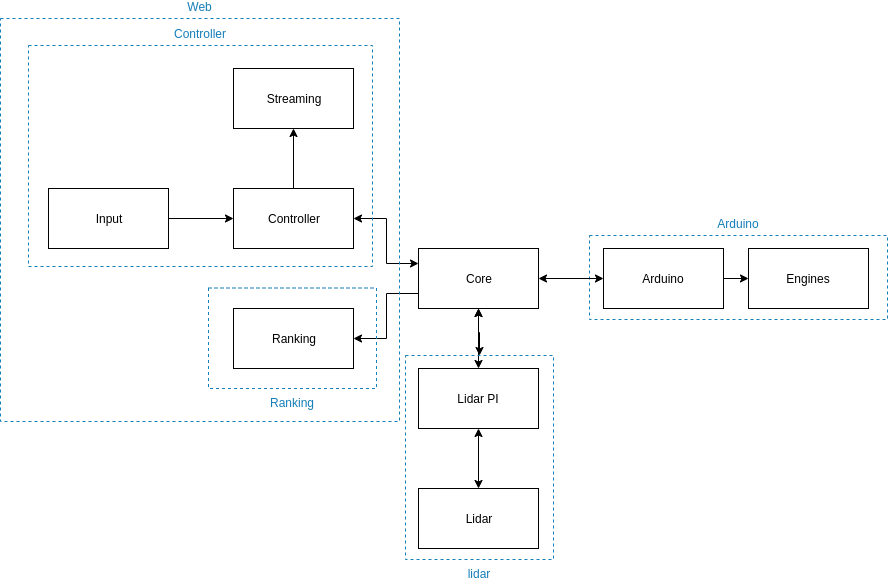 Web
Controller
Streaming
Input
Controller
Arduino
Core
Arduino
Engines
Ranking
Ranking
Lidar PI
Lidar
lidar